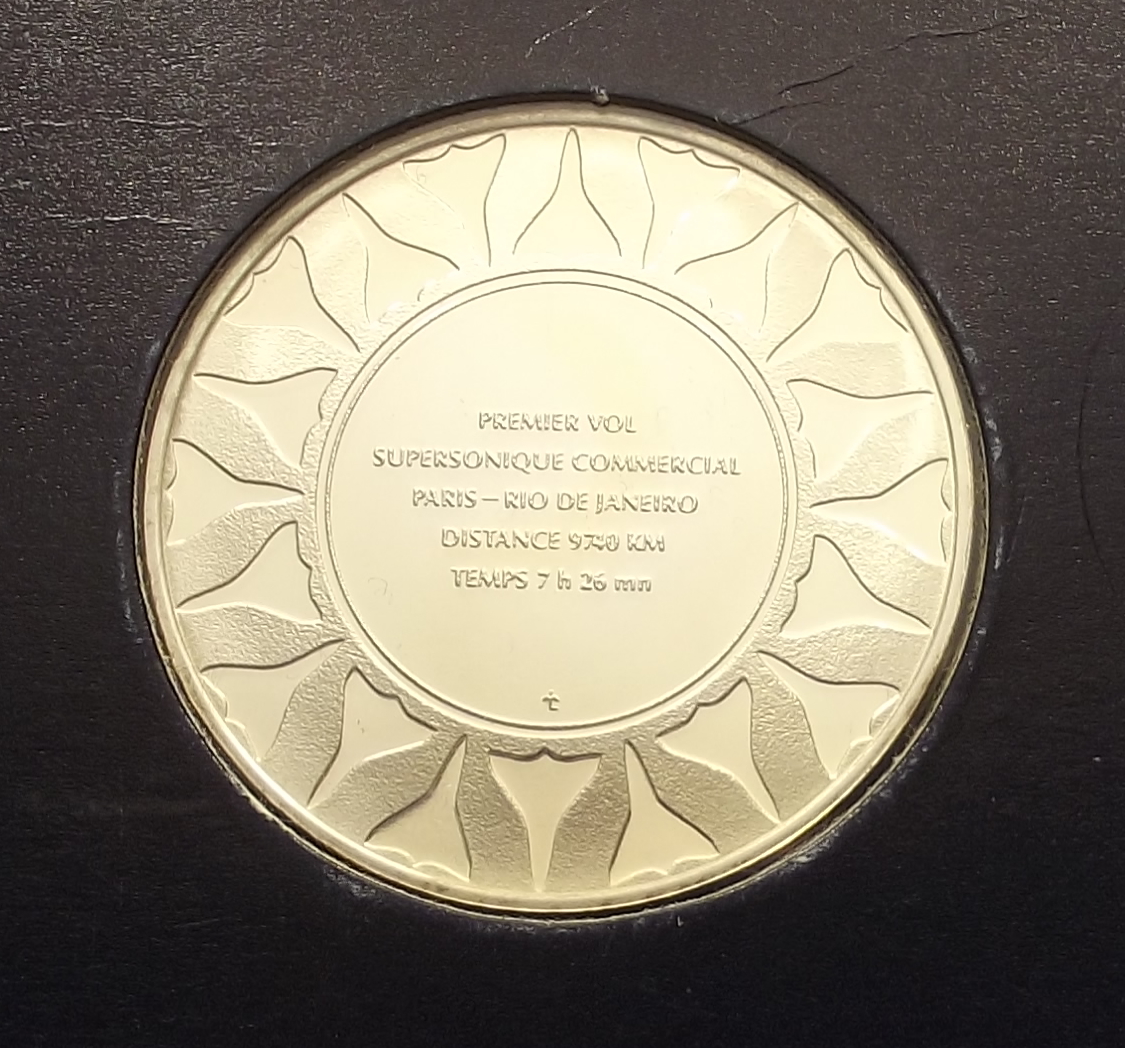 PREMIER VOL
SUPERSONIQUE COMMERCIAL
PARIS – RIO DE JANEIRO
DISTANCE 9740 KM
TEMPS 7 h 26 mn